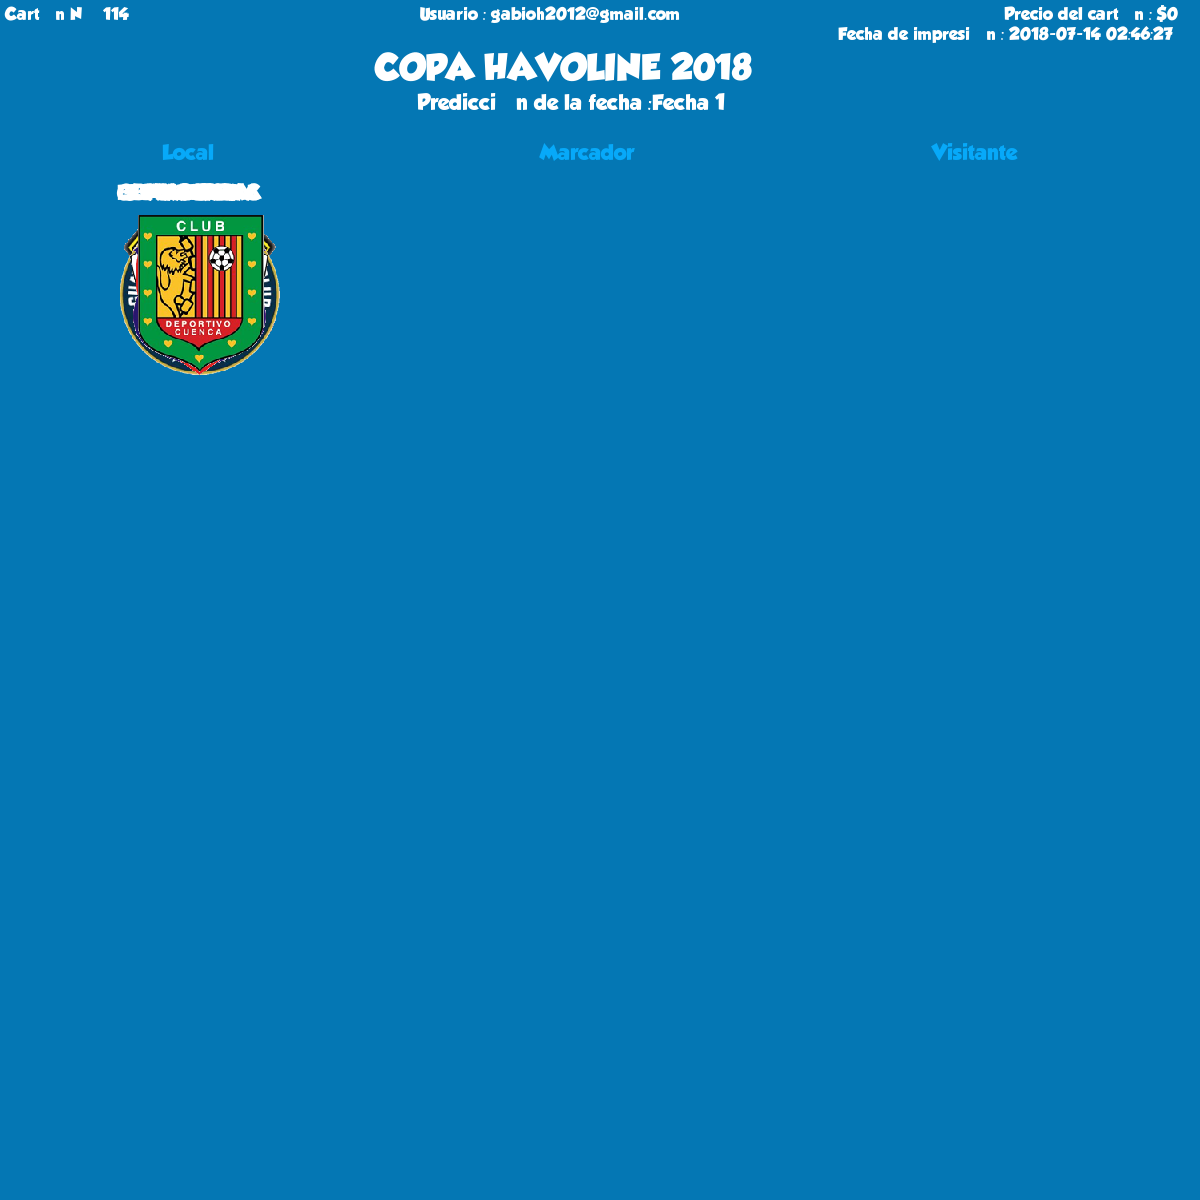 Cart n N 114
Usuario : gabioh2012@gmail.com
Precio del cart n : $0
Fecha de impresi n : 2018-07-14 02:46:27
COPA HAVOLINE 2018
Predicci n de la fecha :Fecha 1
Local
Marcador
Visitante
CLUB
DEPORTIVO
CUENCA